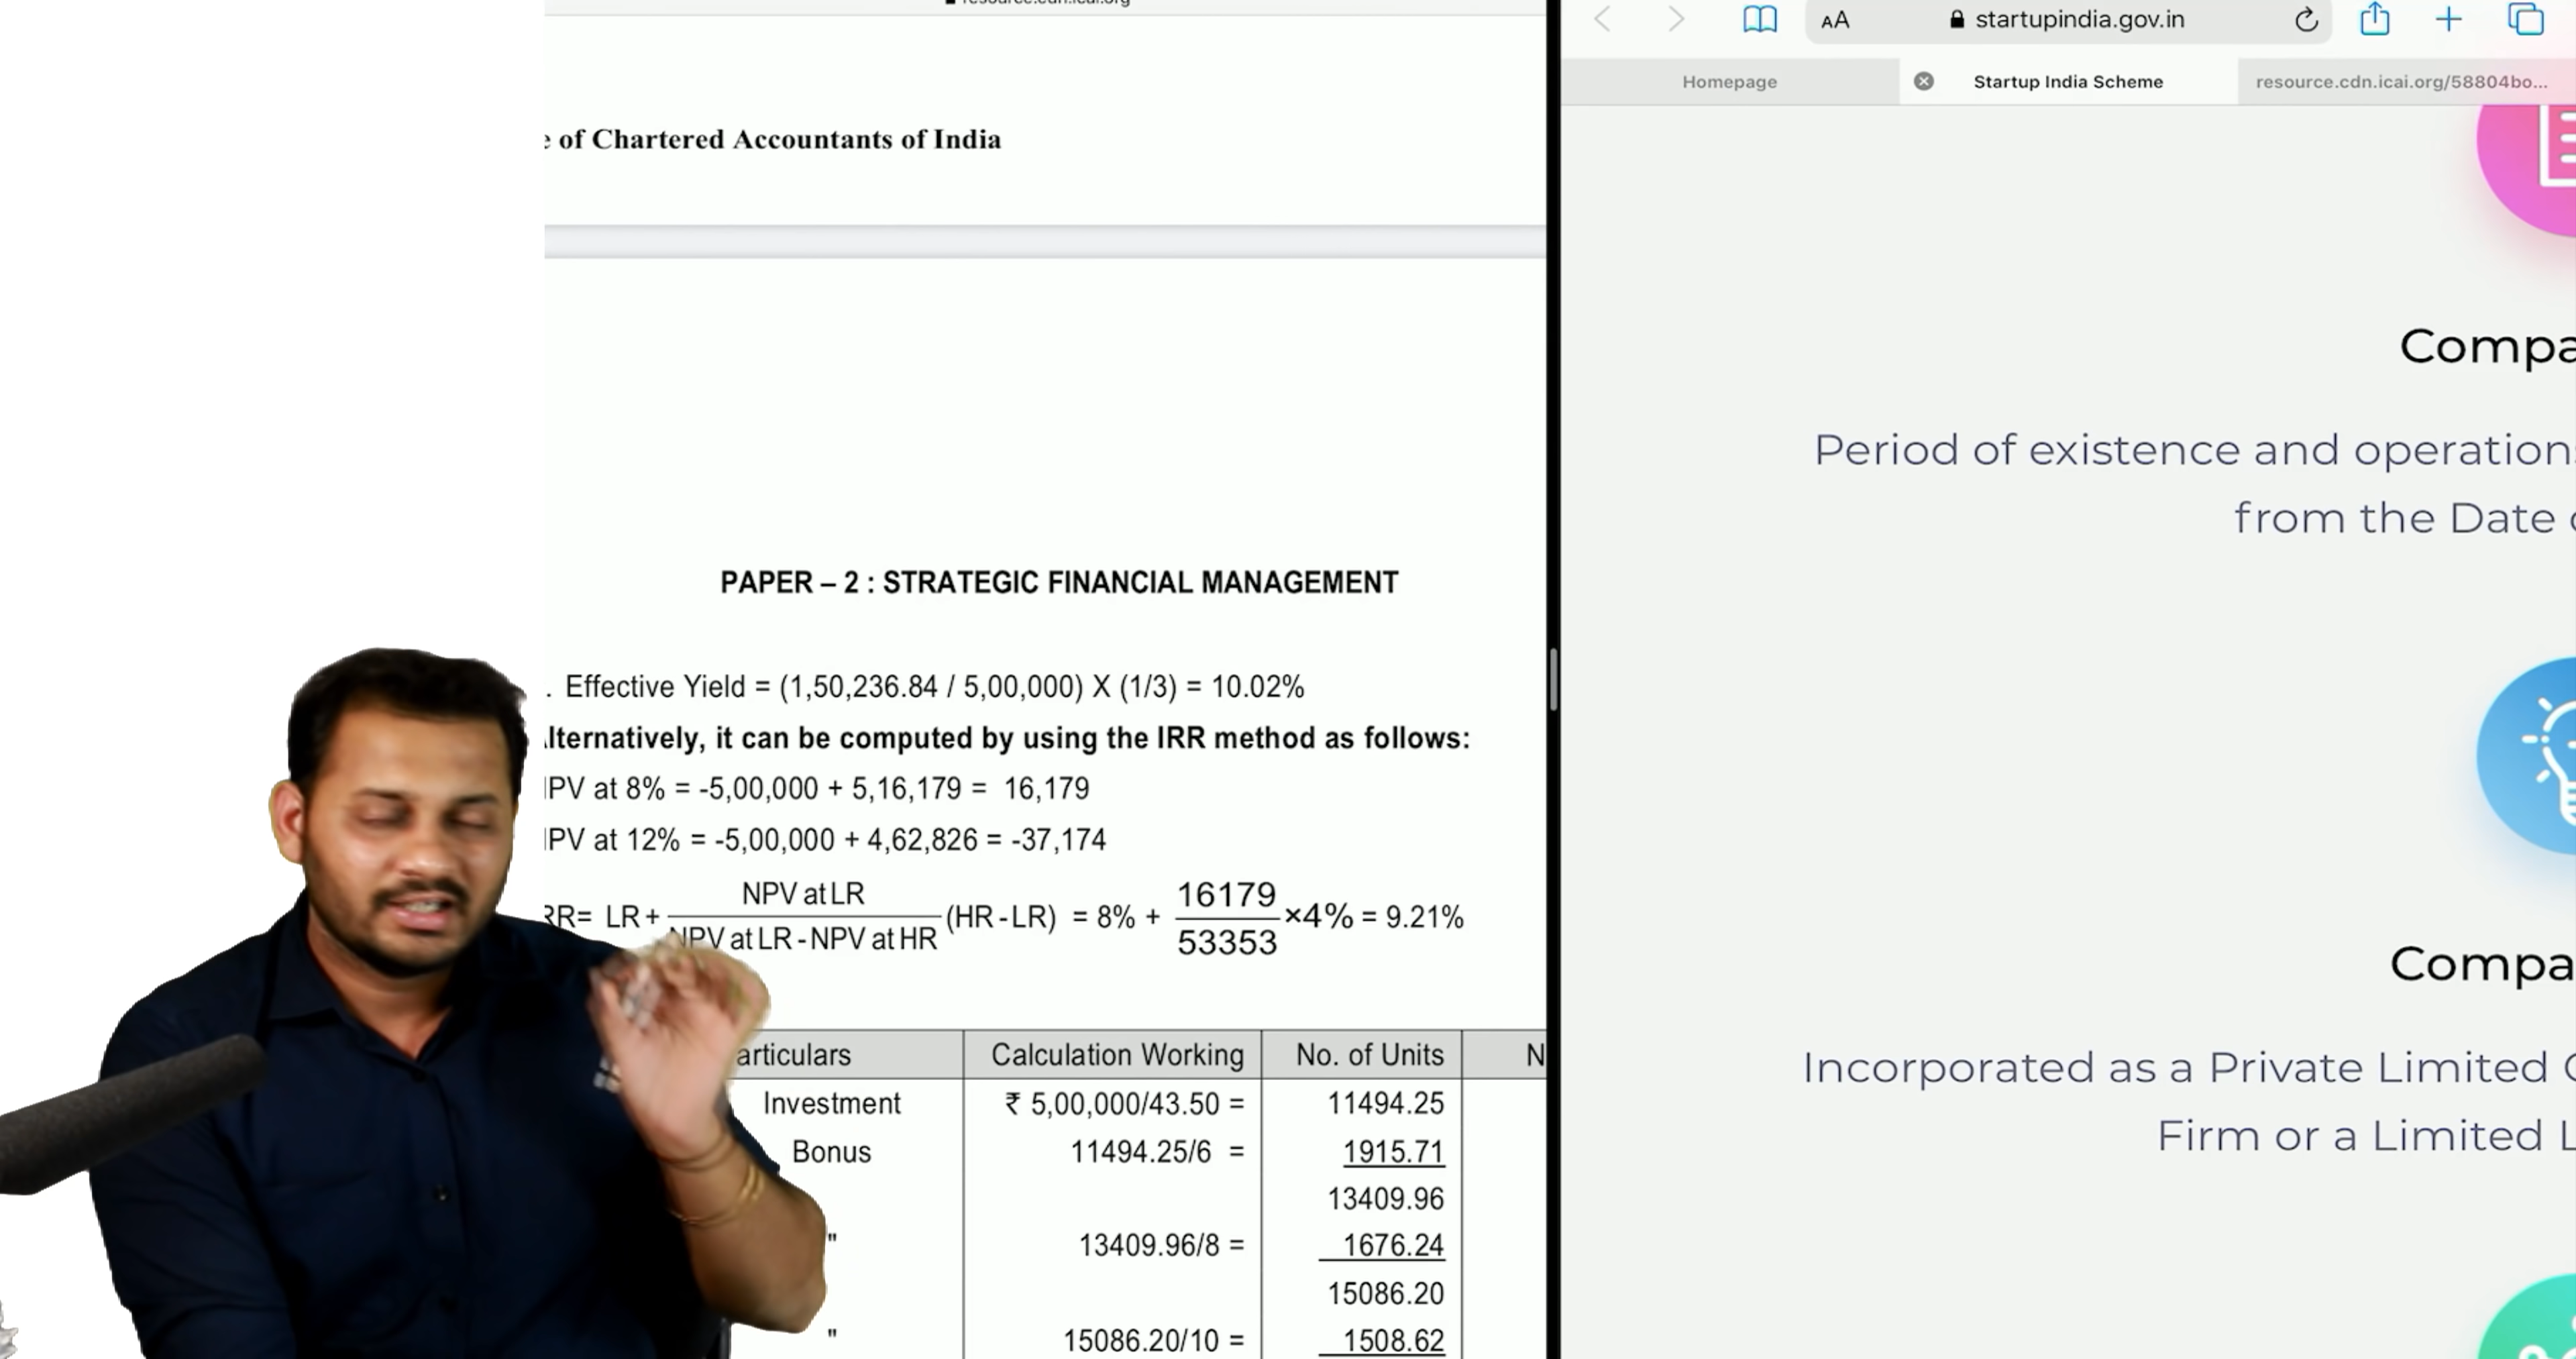 resource.cdn.icai.org
e of Chartered Accountants of India
PAPER – 2 : STRATEGIC FINANCIAL MANAGEMENT
. Effective Yield = (1,50,236.84 / 5,00,000) X (1/3) = 10.02%
lternatively, it can be computed by using the IRR method as follows:
PV at 8% = -5,00,000 + 5,16,179 = 16,179
PV at 12% = -5,00,000 + 4,62,826 = -37,174
RR= LR + NPV at LR / NPV at LR - NPV at HR (HR - LR) = 8% + 16179 / 53353 ×4% = 9.21%
articulars Calculation Working No. of Units N
Investment ₹ 5,00,000/43.50 = 11494.25
Bonus 11494.25/6 = 1915.71
13409.96
" 13409.96/8 = 1676.24
15086.20
" 15086.20/10 = 1508.62
AA startupindia.gov.in
Homepage Startup India Scheme resource.cdn.icai.org/58804bo...
Compa
Period of existence and operations
from the Date
Compa
Incorporated as a Private Limited C
Firm or a Limited L